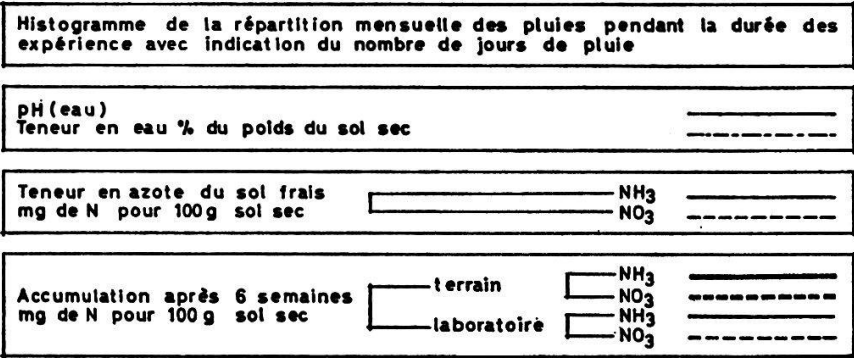 Histogramme de la répartition mensuelle des pluies pendant la durée des
expérience avec indication du nombre de jours de pluie
pH (eau)
Teneur en eau % du poids du sol sec
Teneur en azote du sol frais
mg de N pour 100 g sol sec
NH3
NO3
Accumulation après 6 semaines
mg de N pour 100 g sol sec
terrain
NH3
NO3
laboratoire
NH3
NO3